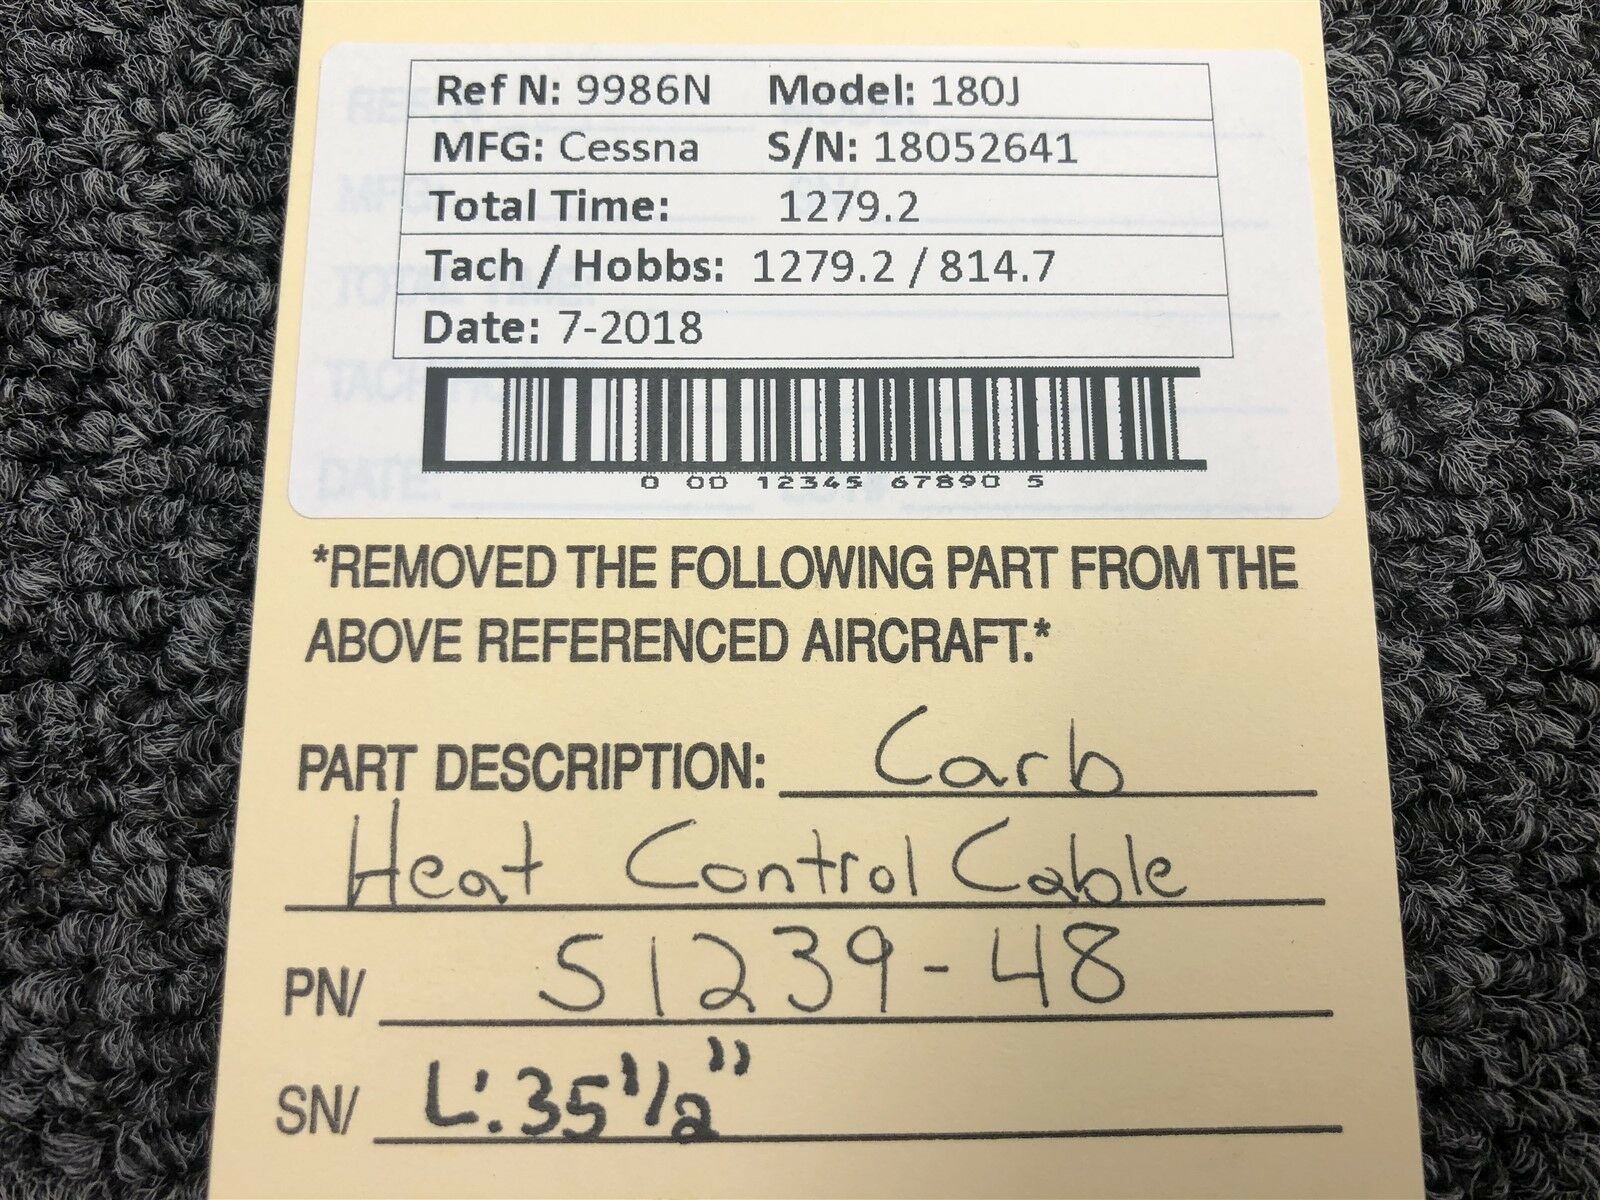 Ref N: 9986N Model: 180J
MFG: Cessna S/N: 18052641
Total Time: 1279.2
Tach / Hobbs: 1279.2 / 814.7
Date: 7-2018
0 00 12345 67890 5
*REMOVED THE FOLLOWING PART FROM THE
ABOVE REFERENCED AIRCRAFT.*
PART DESCRIPTION: Carb
Heat Control Cable
PN/ S1239-48
SN/ L: 35 1/2"